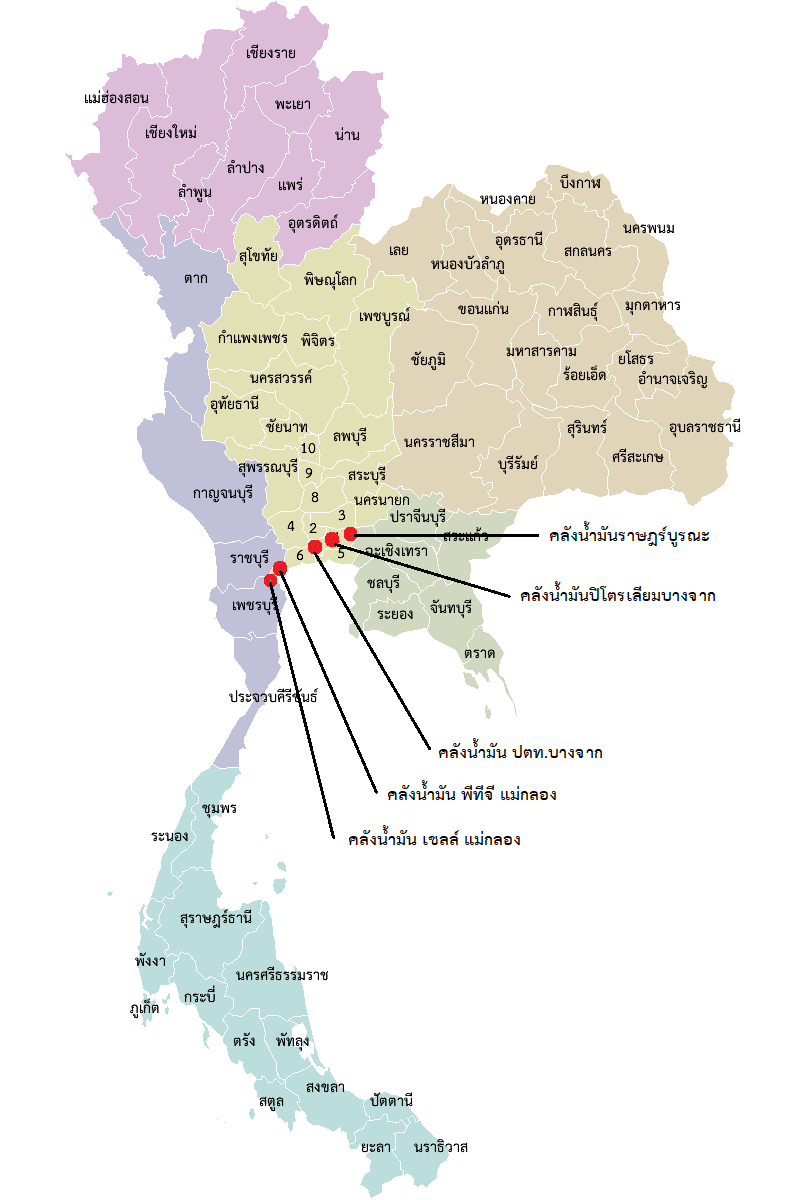 เชียงราย
แม่ฮ่องสอน
พะเยา
เชียงใหม่
น่าน
ลำปาง
แพร่
ลำพูน
อุตรดิตถ์
บึงกาฬ
หนองคาย
นครพนม
อุดรธานี
สกลนคร
เลย
หนองบัวลำภู
สุโขทัย
ตาก
พิษณุโลก
เพชบูรณ์
ขอนแก่น
กาฬสินธุ์
มุกดาหาร
กำแพงเพชร
พิจิตร
ชัยภูมิ
มหาสารคาม
ยโสธร
ร้อยเอ็ด
อำนาจเจริญ
นครสวรรค์
อุทัยธานี
ชัยนาท
ลพบุรี
นครราชสีมา
สุรินทร์
อุบลราชธานี
บุรีรัมย์
ศรีสะเกษ
10
สุพรรณบุรี
9
สระบุรี
กาญจนบุรี
8
นครนายก
3
ปราจีนบุรี
4
2
สระแก้ว
คลังน้ำมันราษฎร์บูรณะ
6
5
ฉะเชิงเทรา
ราชบุรี
ชลบุรี
คลังน้ำมันปิโตรเลียมบางจาก
เพชรบุรี
ระยอง
จันทบุรี
ตราด
ประจวบคีรีขันธ์
คลังน้ำมัน ปตท.บางจาก
คลังน้ำมัน พีทีจี แม่กลอง
ชุมพร
ระนอง
คลังน้ำมัน เชลล์ แม่กลอง
สุราษฎร์ธานี
พังงา
นครศรีธรรมราช
กระบี่
ภูเก็ต
ตรัง
พัทลุง
สงขลา
สตูล
ปัตตานี
ยะลา
นราธิวาส